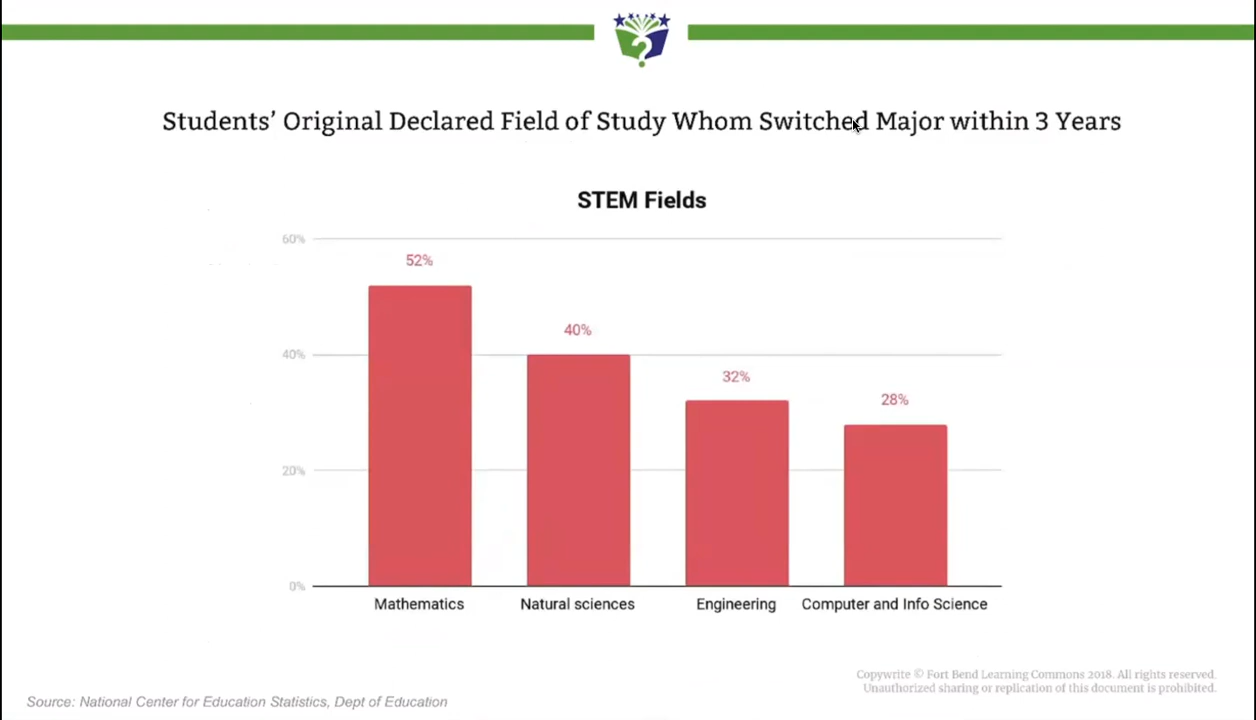 Students’ Original Declared Field of Study Whom Switched Major within 3 Years
STEM Fields
60%
52%
40%
40%
32%
28%
20%
0%
Mathematics Natural sciences Engineering Computer and Info Science
Copywrite © Fort Bend Learning Commons 2018. All rights reserved.
Unauthorized sharing or replication of this document is prohibited.
Source: National Center for Education Statistics, Dept of Education